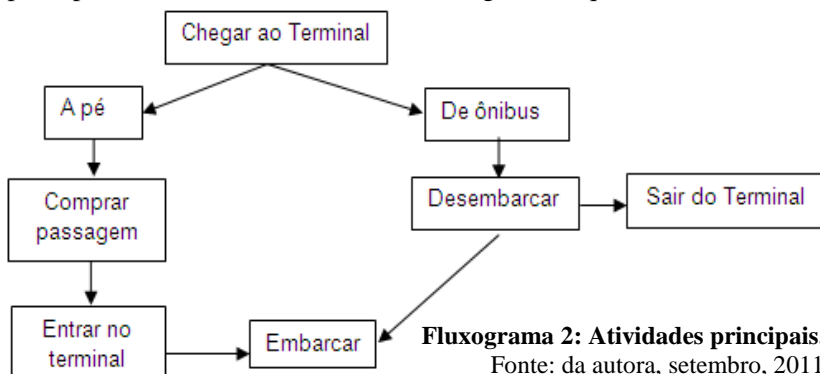 Chegar ao Terminal
A pé
De ônibus
Comprar
passagem
Desembarcar
Sair do Terminal
Entrar no
terminal
Embarcar
Fluxograma 2: Atividades principais.
Fonte: da autora, setembro, 2011